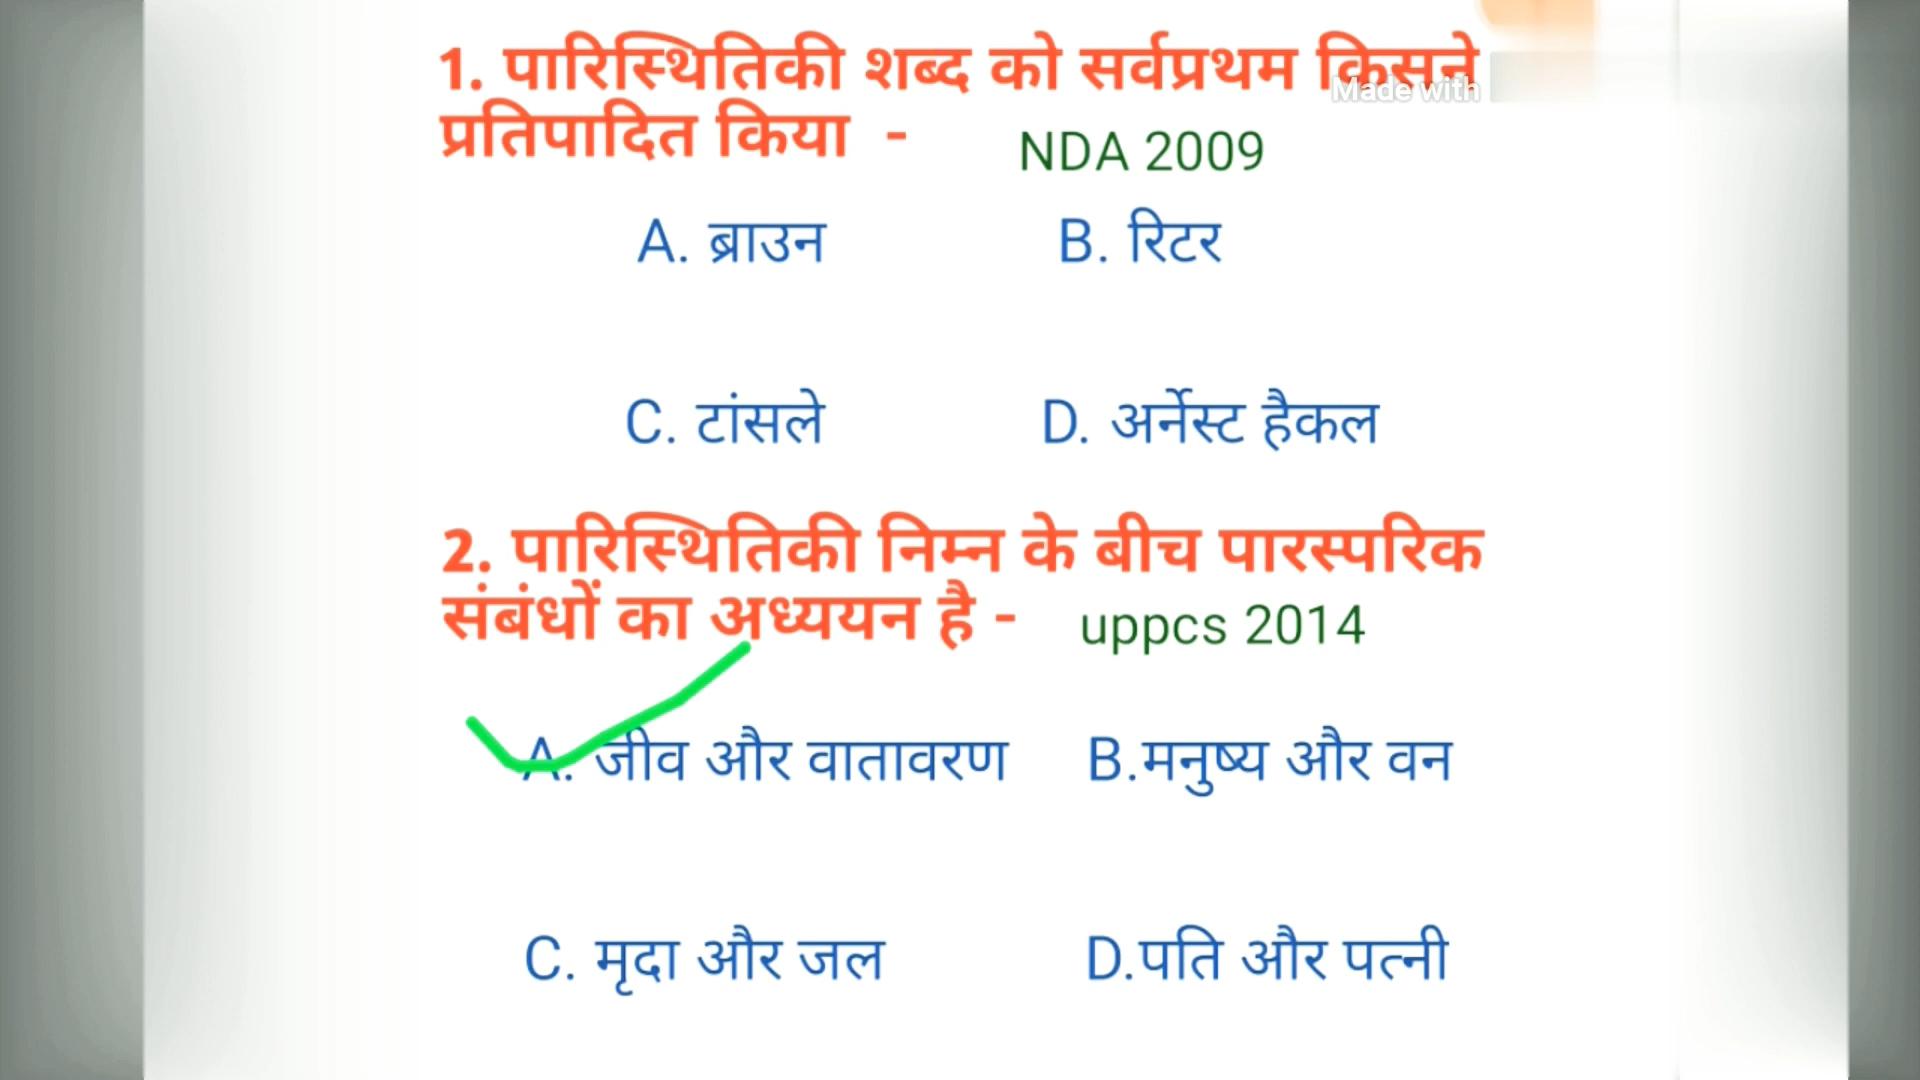 1. पारिस्थितिकी शब्द को सर्वप्रथम किसने
Made with
प्रतिपादित किया -
NDA 2009
A. ब्राउन B. रिटर
C. टांसले D. अर्नेस्ट हैकल
2. पारिस्थितिकी निम्न के बीच पारस्परिक
संबंधों का अध्ययन है - uppcs 2014
A. जीव और वातावरण B.मनुष्य और वन
C. मृदा और जल D.पति और पत्नी